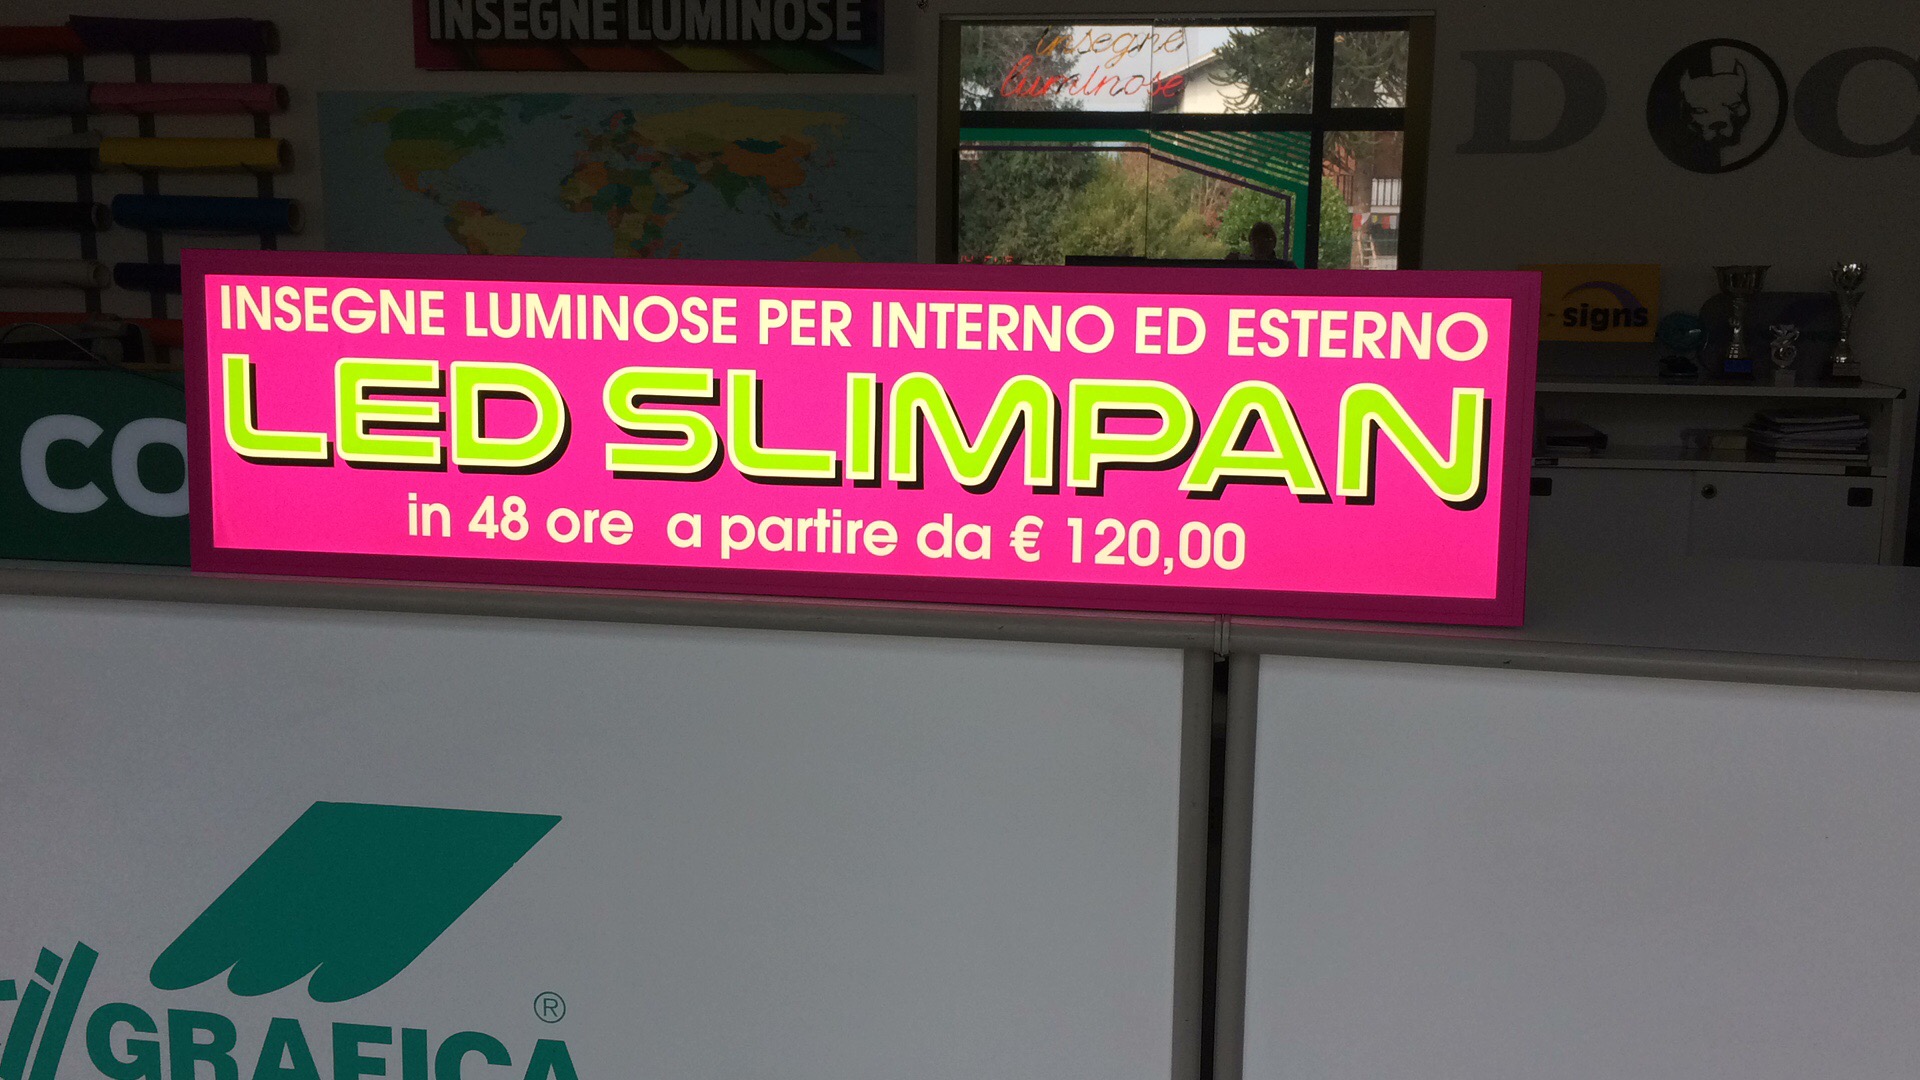 INSEGNE LUMINOSE
insegne
luminose
INSEGNE LUMINOSE PER INTERNO ED ESTERNO
LED SLIMPAN
in 48 ore a partire da € 120,00
signs
GRAFICA ®